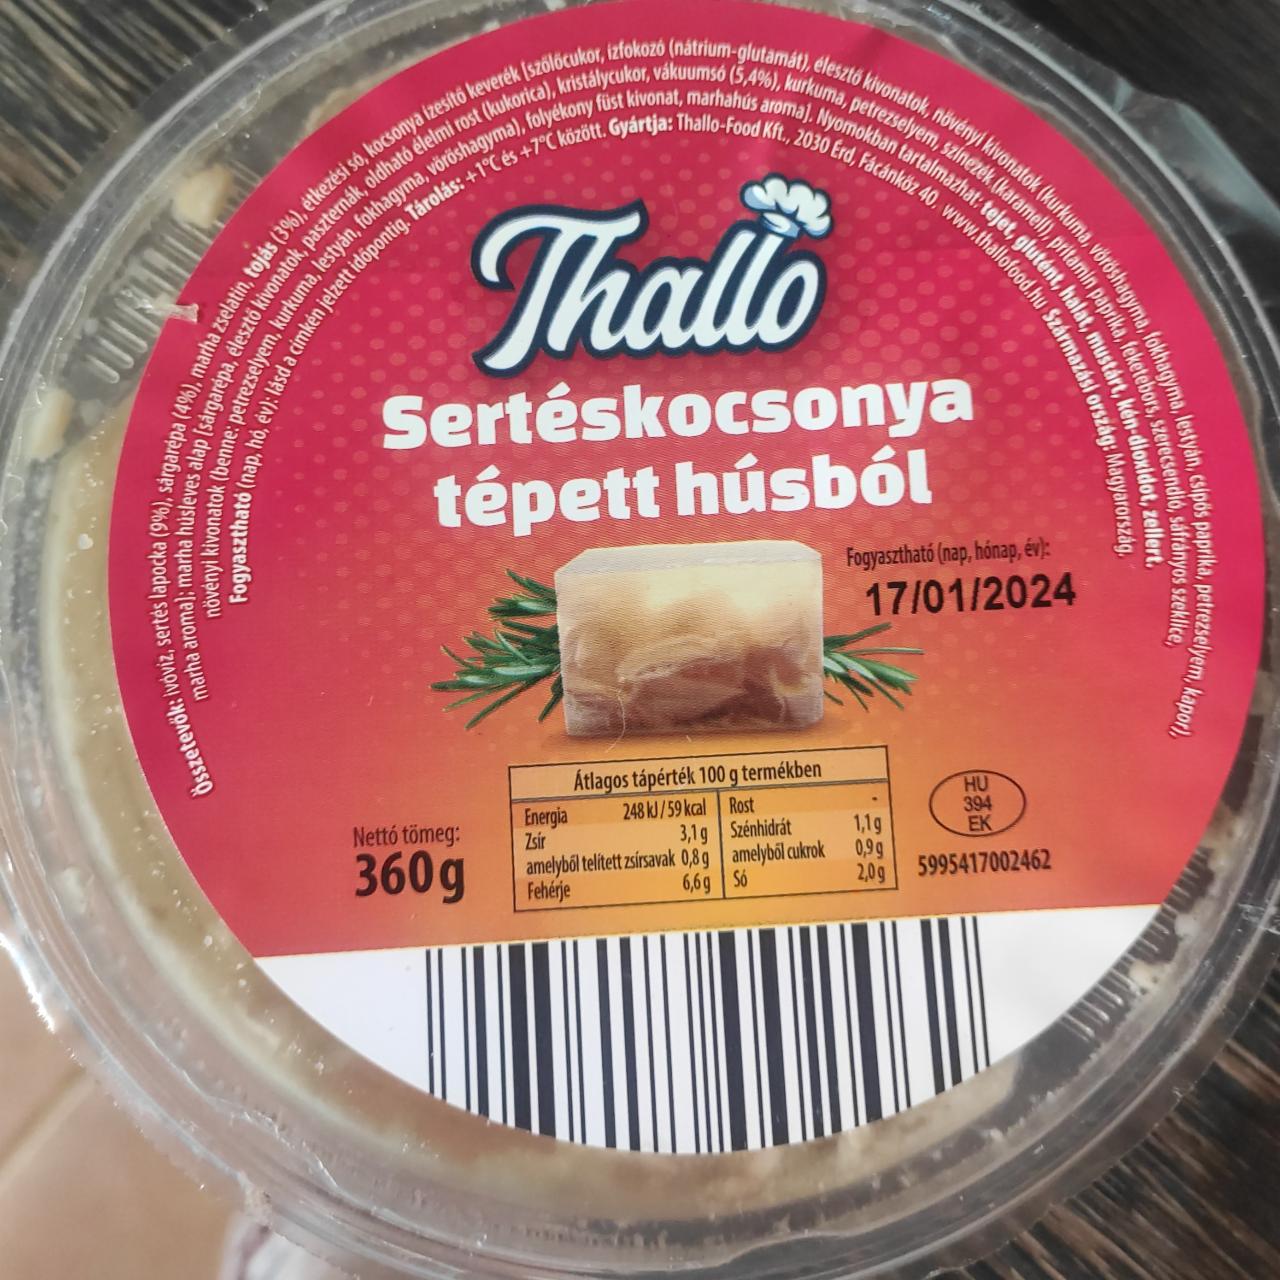 Összetevők: Ivóvíz, sertés lapocka (9%), sárgarépa (4%), marha zselatin, tojás (3%), étkezési só, kocsonya ízesítő keverék [szőlőcukor, ízfokozó (nátrium-glutamát), élesztő kivonatok, növényi kivonatok (kurkuma, vöröshagyma, fokhagyma, lestyán, csípős paprika, petrezselyem, kapor),
marha aroma]; marha húsleves alap [sárgarépa, élesztő kivonatok, paszternák, oldható élelmi rost (kukorica), kristálycukor, vákuumsó (5,4%), kurkuma, petrezselyem, színezék (karamell), pritamin paprika, feketebors, szerecsendió, sáfrányos szeklice,
növényi kivonatok (benne: petrezselyem, kurkuma, lestyán, fokhagyma, vöröshagyma), folyékony füst kivonat, marhahús aroma]. Nyomokban tartalmazhat: tejet, glutént, halat, mustárt, kén-dioxidot, zellert.
Fogyasztható (nap, hó, év): lásd a címkén jelzett időpontig. Tárolás: +1°C és +7°C között. Gyártja: Thallo-Food Kft., 2030 Érd, Fácánköz 40. www.thallofood.hu Származási ország: Magyarország
Thallo
Sertéskocsonya
tépett húsból
Fogyasztható (nap, hónap, év):
17/01/2024
Nettó tömeg:
360g
Átlagos tápérték 100 g termékben
Energia 248 kJ / 59 kcal
Zsír 3,1 g
amelyből telített zsírsavak 0,8 g
Fehérje 6,6 g
Rost -
Szénhidrát 1,1 g
amelyből cukrok 0,9 g
Só 2,0 g
HU
394
EK
5995417002462